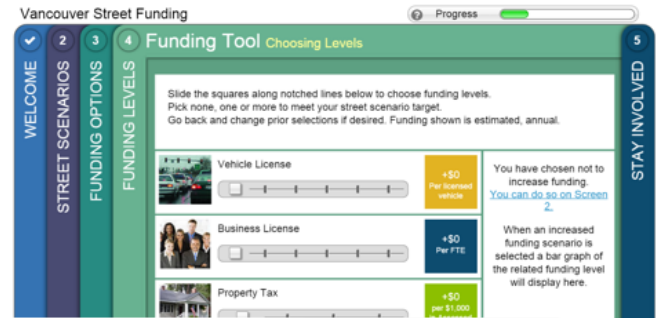 Vancouver Street Funding
Progress
WELCOME
2
STREET SCENARIOS
3
FUNDING OPTIONS
4
FUNDING LEVELS
Funding Tool Choosing Levels
Slide the squares along notched lines below to choose funding levels.
Pick none, one or more to meet your street scenario target.
Go back and change prior selections if desired. Funding shown is estimated, annual.
Vehicle License
+$0
Per licensed
vehicle
Business License
+$0
Per FTE
Property Tax
+$0
per $1,000
You have chosen not to
increase funding.
You can do so on Screen
2.
When an increased
funding scenario is
selected a bar graph of
the related funding level
will display here.
5
STAY INVOLVED